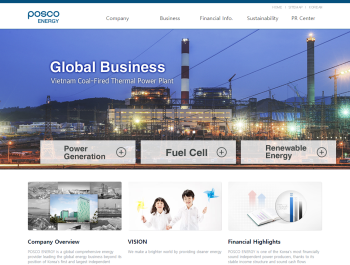 posco
ENERGY
HOME
SITEMAP
Company
Business
Financial Info.
Sustainability
PR Center
Global Business
Vietnam Coal-Fired Thermal Power Plant
Power
Generation
Fuel Cell
Renewable
Energy
Company Overview
POSCO ENERGY is a global comprehensive energy
provider leading the global energy business beyond its
position of Korea's first and largest independent
VISION
We make a brighter world by providing cleaner energy
Financial Highlights
POSCO ENERGY is one of the Korea's most financially
sound independent power producers, thanks to its
stable income structure and sound cash flows